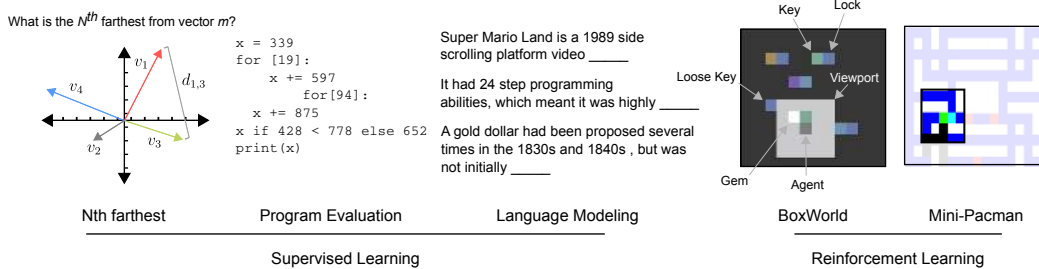 What is the Nth farthest from vector m?
v1
d1,3
v4
v2
v3
x = 339
for [19]:
x += 597
for[94]:
x += 875
x if 428 < 778 else 652
print(x)
Super Mario Land is a 1989 side
scrolling platform video _____
It had 24 step programming
abilities, which meant it was highly _____
A gold dollar had been proposed several
times in the 1830s and 1840s , but was
not initially _____
Key
Lock
Loose Key
Viewport
Gem
Agent
Nth farthest
Program Evaluation
Language Modeling
BoxWorld
Mini-Pacman
Supervised Learning
Reinforcement Learning